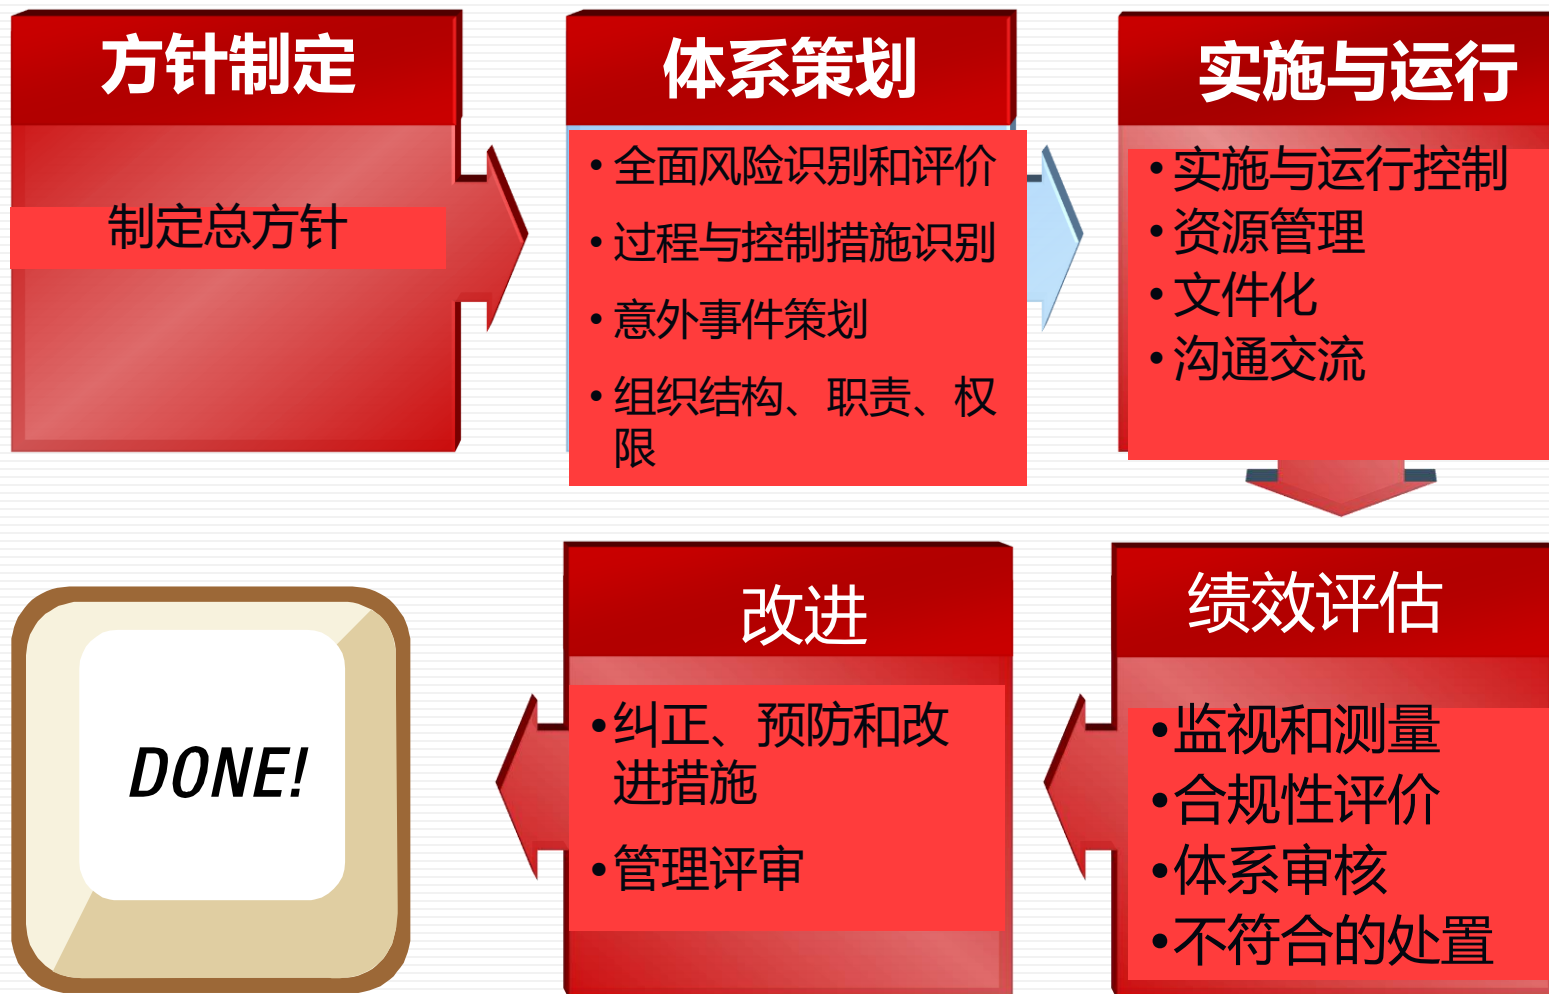 方针制定
制定总方针
体系策划
• 全面风险识别和评价
• 过程与控制措施识别
• 意外事件策划
• 组织结构、职责、权
限
实施与运行
• 实施与运行控制
• 资源管理
• 文件化
• 沟通交流
绩效评估
• 监视和测量
• 合规性评价
• 体系审核
• 不符合的处置
改进
• 纠正、预防和改
进措施
• 管理评审
DONE!